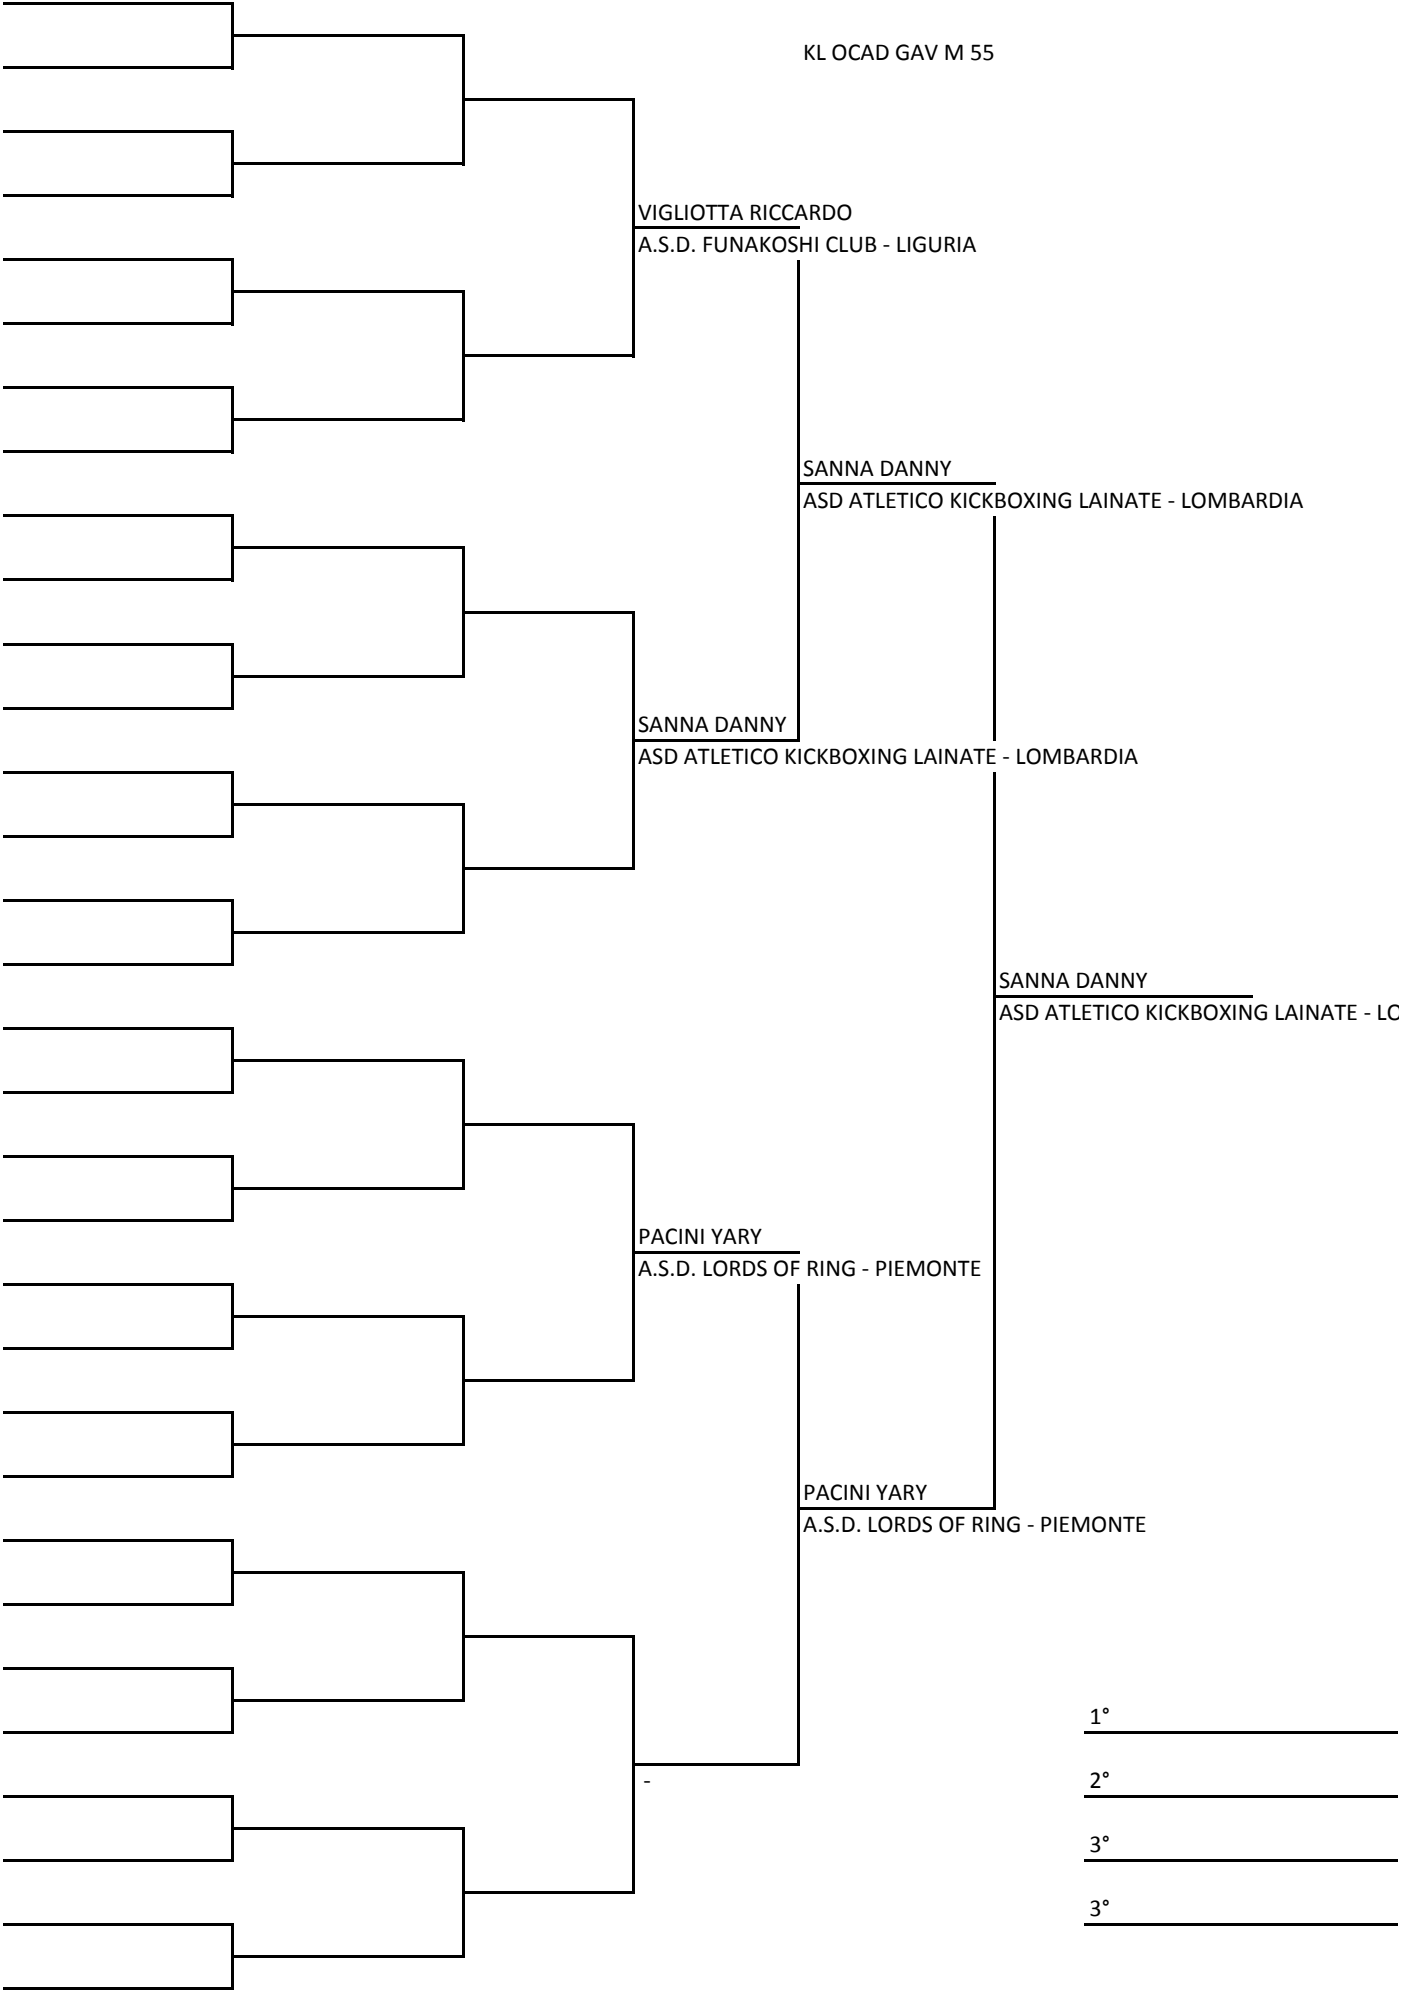 KL OCAD GAV M 55
VIGLIOTTA RICCARDO
A.S.D. FUNAKOSHI CLUB - LIGURIA
SANNA DANNY
ASD ATLETICO KICKBOXING LAINATE - LOMBARDIA
SANNA DANNY
ASD ATLETICO KICKBOXING LAINATE - LOMBARDIA
SANNA DANNY
ASD ATLETICO KICKBOXING LAINATE - LO
PACINI YARY
A.S.D. LORDS OF RING - PIEMONTE
PACINI YARY
A.S.D. LORDS OF RING - PIEMONTE
1°
-
2°
3°
3°